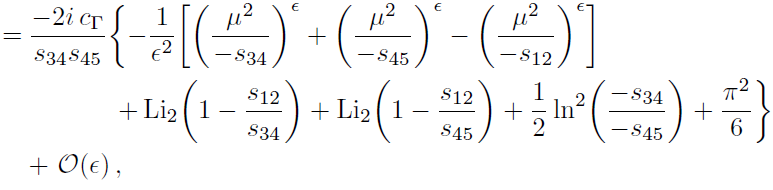 = \frac{-2i\, c_\Gamma}{s_{34} s_{45}} \Bigg\{ -\frac{1}{\epsilon^2} \Bigg[ \left( \frac{\mu^2}{-s_{34}} \right)^\epsilon + \left( \frac{\mu^2}{-s_{45}} \right)^\epsilon - \left( \frac{\mu^2}{-s_{12}} \right)^\epsilon \Bigg]
+ \text{Li}_2 \left( 1 - \frac{s_{12}}{s_{34}} \right) + \text{Li}_2 \left( 1 - \frac{s_{12}}{s_{45}} \right) + \frac{1}{2} \ln^2 \left( \frac{-s_{34}}{-s_{45}} \right) + \frac{\pi^2}{6} \Bigg\}
+ \mathcal{O}(\epsilon) ,